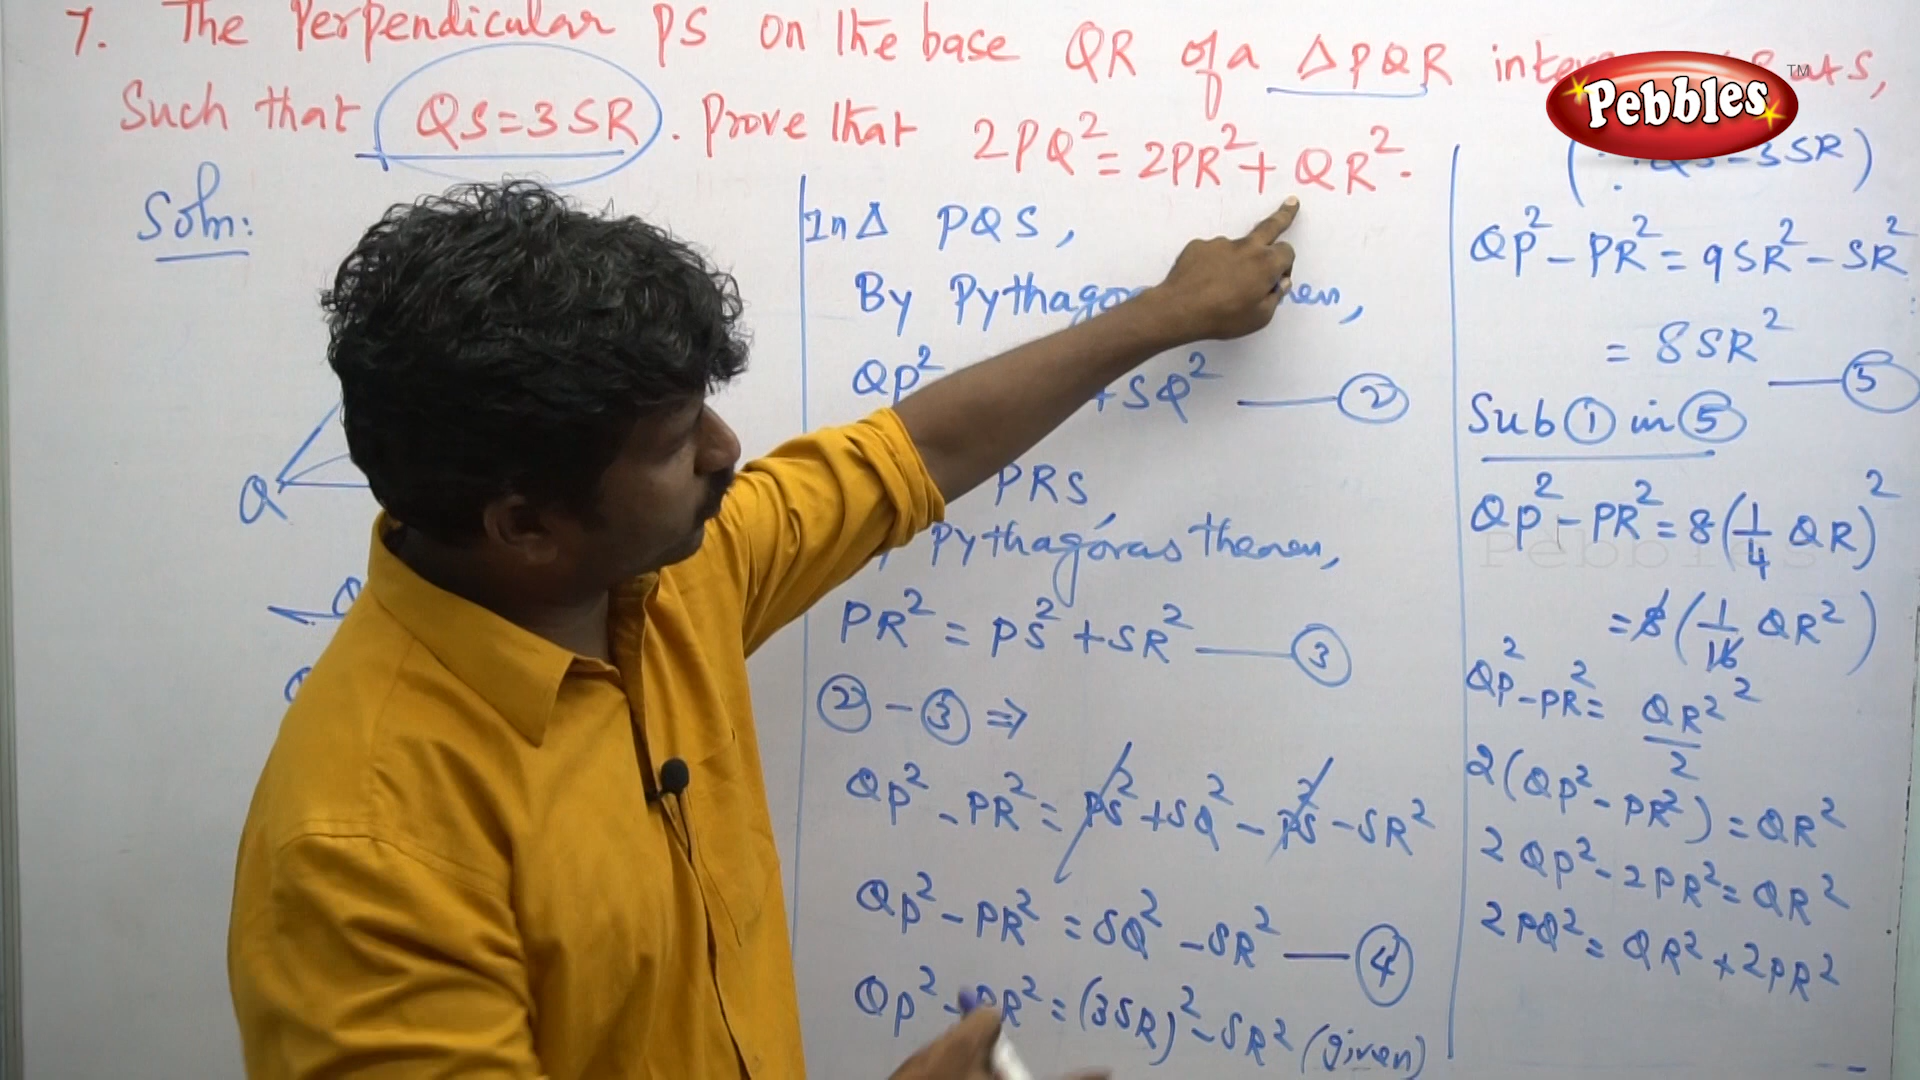 7. The Perpendicular PS on the base QR of a ΔPQR
Such that QS=3SR. Prove that 2PQ²=2PR²+QR².
Pebbles™
Soln:
Q
In Δ PQS,
By
QP² +SQ² — ②
PRS,
Pythagoras theorem,
PR² = PS²+SR² — ③
②-③ ⇒
QP²-PR²= PS²+SQ²-PS²-SR²
QP²-PR²=SQ²-SR² — ④
QP²-PR²=(3SR)²-SR² (given)
(∵QS=3SR)
QP²-PR²=9SR²-SR²
= 8SR² — ⑤
Sub ① in ⑤
QP²-PR²=8(1/4 QR)²
Pebbles
=8(1/16 QR²)
QP²-PR²= QR²/2
2(QP²-PR²)=QR²
2QP²-2PR²=QR²
2PQ²=QR²+2PR²